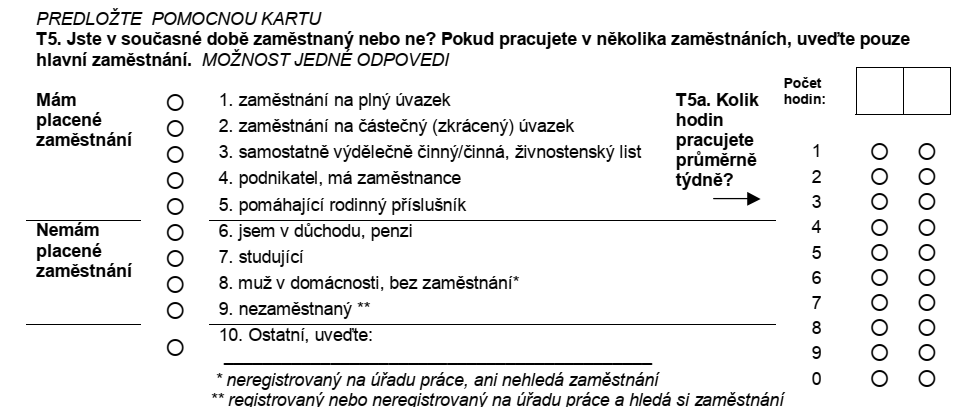 PREDLOŽTE POMOCNOU KARTU
T5. Jste v současné době zaměstnaný nebo ne? Pokud pracujete v několika zaměstnáních, uveďte pouze
hlavní zaměstnání. MOŽNOST JEDNÉ ODPOVEDI
Mám
placené
zaměstnání
1. zaměstnání na plný úvazek
2. zaměstnání na částečný (zkrácený) úvazek
3. samostatně výdělečně činný/činná, živnostenský list
4. podnikatel, má zaměstnance
5. pomáhající rodinný příslušník
Nemám
placené
zaměstnání
6. jsem v důchodu, penzi
7. studující
8. muž v domácnosti, bez zaměstnání*
9. nezaměstnaný **
10. Ostatní, uveďte:
* neregistrovaný na úřadu práce, ani nehledá zaměstnání
** registrovaný nebo neregistrovaný na úřadu práce a hledá si zaměstnání
T5a. Kolik
hodin
pracujete
průměrně
týdně?
Počet
hodin:
1
2
3
4
5
6
7
8
9
0